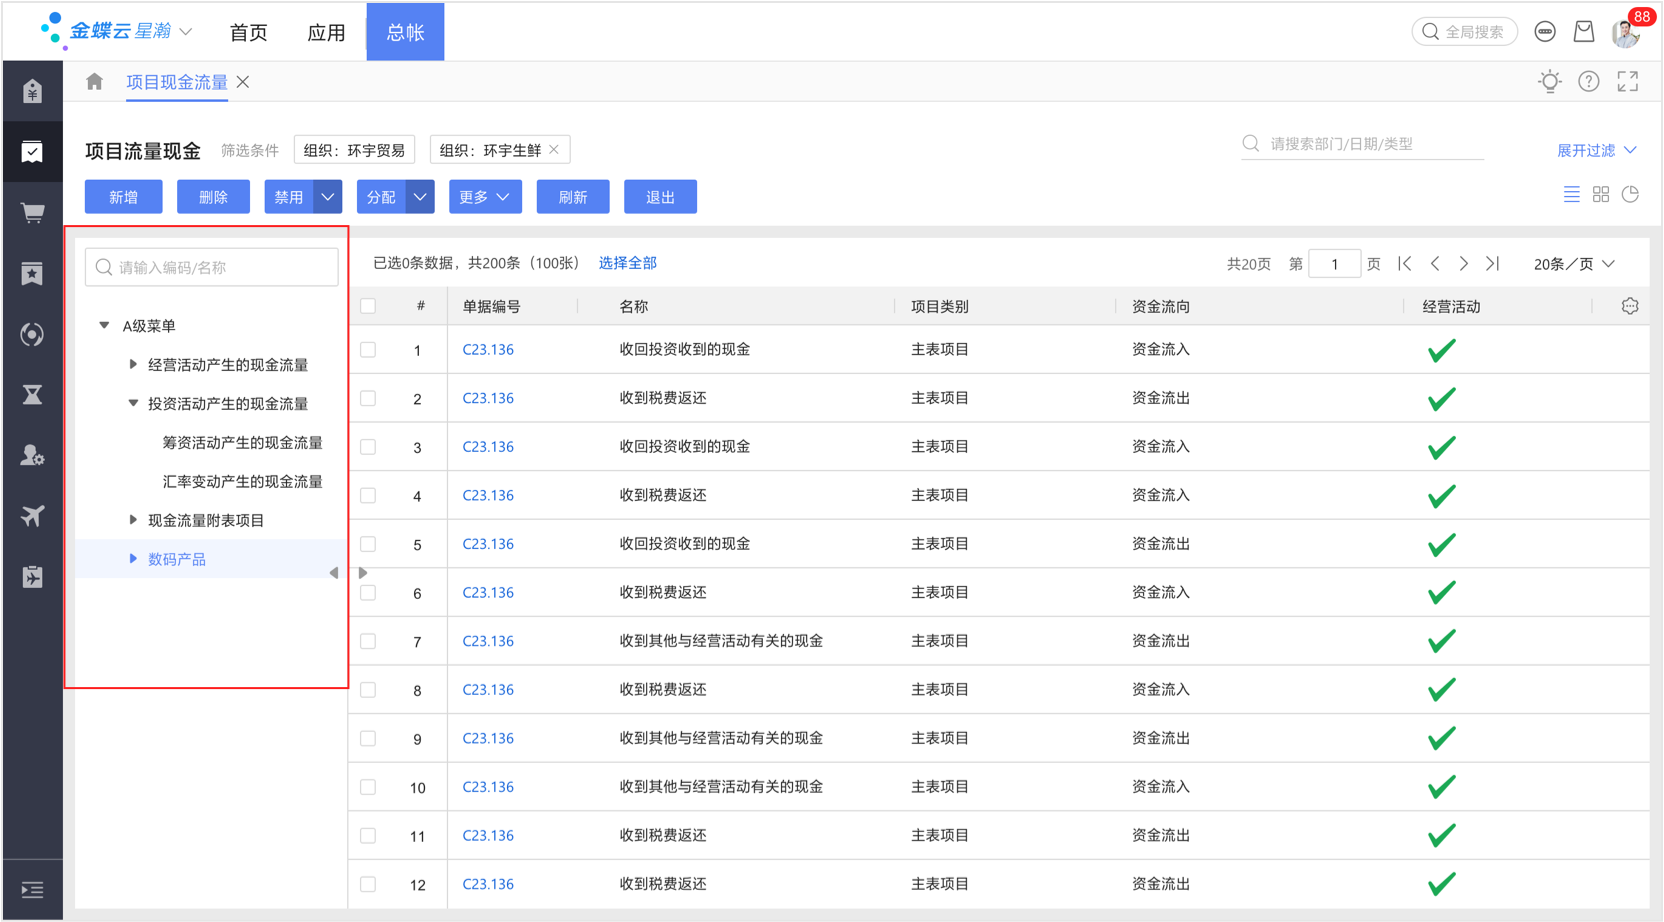 金蝶云 星瀚 首页 应用 总帐 全局搜索 88
项目现金流量
项目流量现金 筛选条件 组织：环宇贸易 组织：环宇生鲜 请搜索部门/日期/类型 展开过滤
新增 删除 禁用 分配 更多 刷新 退出
请输入编码/名称
A级菜单
经营活动产生的现金流量
投资活动产生的现金流量
筹资活动产生的现金流量
汇率变动产生的现金流量
现金流量附表项目
数码产品
已选0条数据，共200条（100张） 选择全部 共20页 第 1 页 20条／页
# 单据编号 名称 项目类别 资金流向 经营活动
1 C23.136 收回投资收到的现金 主表项目 资金流入
2 C23.136 收到税费返还 主表项目 资金流出
3 C23.136 收回投资收到的现金 主表项目 资金流入
4 C23.136 收到税费返还 主表项目 资金流入
5 C23.136 收回投资收到的现金 主表项目 资金流出
6 C23.136 收到税费返还 主表项目 资金流入
7 C23.136 收到其他与经营活动有关的现金 主表项目 资金流出
8 C23.136 收到税费返还 主表项目 资金流入
9 C23.136 收到其他与经营活动有关的现金 主表项目 资金流出
10 C23.136 收到其他与经营活动有关的现金 主表项目 资金流入
11 C23.136 收到税费返还 主表项目 资金流出
12 C23.136 收到税费返还 主表项目 资金流出